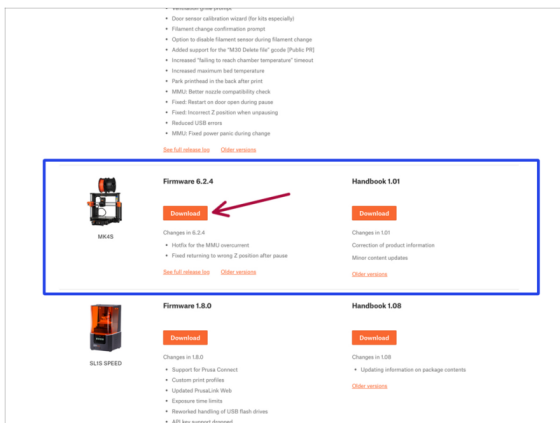 Ventilation grille prompt
• Door sensor calibration wizard (for kits especially)
• Filament change confirmation prompt
• Option to disable filament sensor during filament change
• Added support for the "M30 Delete file" gcode [Public PR]
• Increased "failing to reach chamber temperature" timeout
• Increased maximum bed temperature
• Park printhead in the back after print
• MMU: Better nozzle compatibility check
• Fixed: Restart on door open during pause
• Fixed: Incorrect Z position when unpausing
• Reduced USB errors
• MMU: Fixed power panic during change
See full release log Older versions
Firmware 6.2.4 Handbook 1.01
Download Download
MK4S
Changes in 6.2.4 Changes in 1.01
• Hotfix for the MMU overcurrent Correction of product information
• Fixed returning to wrong Z position after pause Minor content updates
See full release log Older versions Older versions
Firmware 1.8.0 Handbook 1.08
Download Download
SL1S SPEED
Changes in 1.8.0 Changes in 1.08
• Support for Prusa Connect • Updating information on package contents
• Custom print profiles
• Updated PrusaLink Web Older versions
• Exposure time limits
• Reworked handling of USB flash drives
• API key support dropped